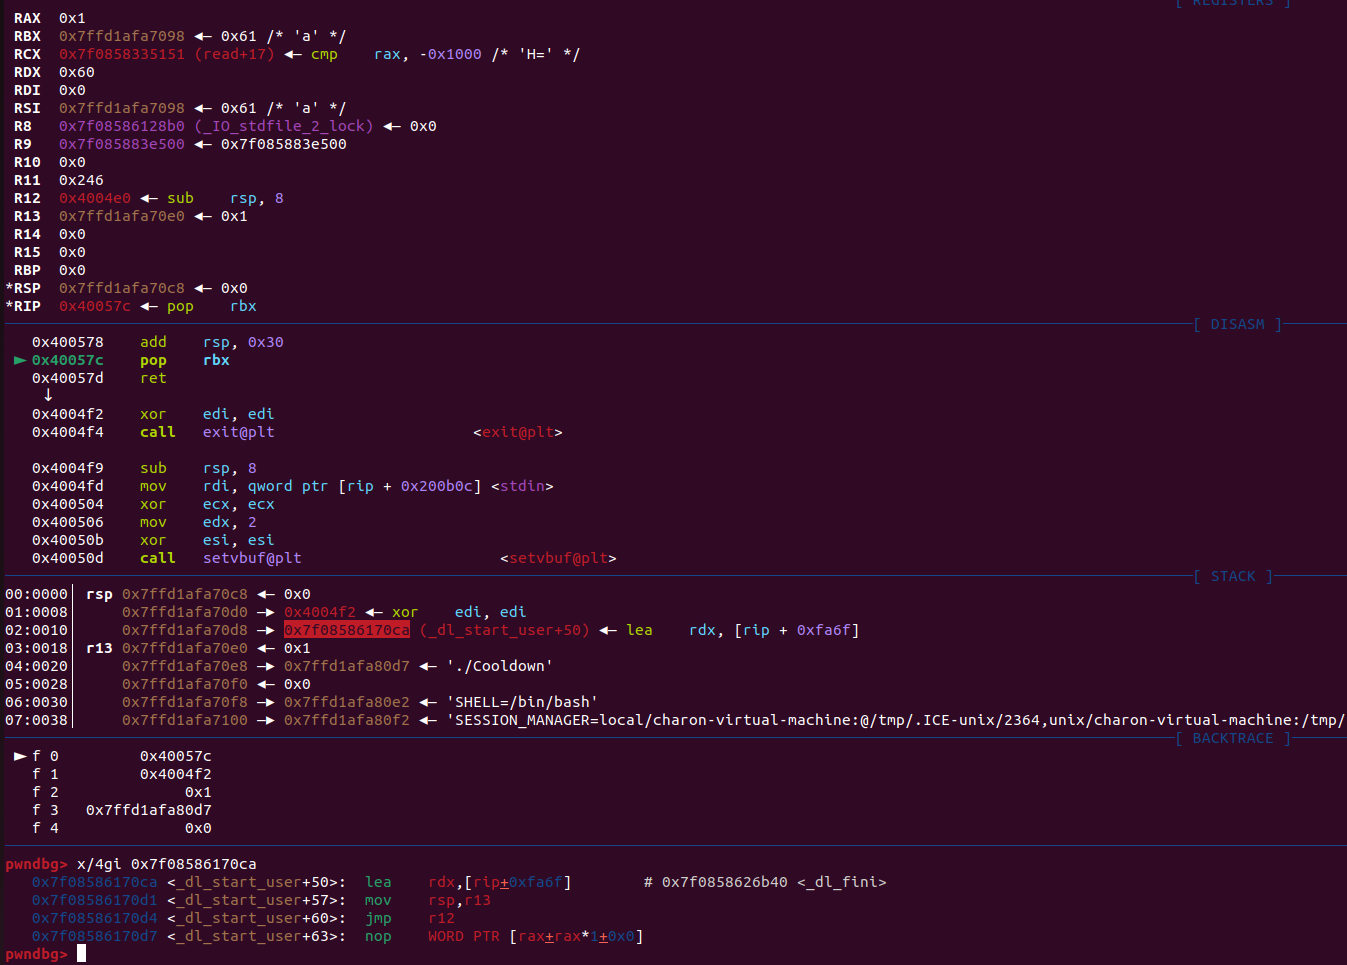 [ REGISTERS ]
RAX  0x1
RBX  0x7ffd1afa7098 ◂— 0x61 /* 'a' */
RCX  0x7f0858335151 (read+17) ◂— cmp    rax, -0x1000 /* 'H=' */
RDX  0x60
RDI  0x0
RSI  0x7ffd1afa7098 ◂— 0x61 /* 'a' */
R8   0x7f08586128b0 (_IO_stdfile_2_lock) ◂— 0x0
R9   0x7f085883e500 ◂— 0x7f085883e500
R10  0x0
R11  0x246
R12  0x4004e0 ◂— sub    rsp, 8
R13  0x7ffd1afa70e0 ◂— 0x1
R14  0x0
R15  0x0
RBP  0x0
*RSP  0x7ffd1afa70c8 ◂— 0x0
*RIP  0x40057c ◂— pop    rbx
[ DISASM ]
0x400578    add    rsp, 0x30
► 0x40057c    pop    rbx
0x40057d    ret
↓
0x4004f2    xor    edi, edi
0x4004f4    call   exit@plt                      <exit@plt>
0x4004f9    sub    rsp, 8
0x4004fd    mov    rdi, qword ptr [rip + 0x200b0c] <stdin>
0x400504    xor    ecx, ecx
0x400506    mov    edx, 2
0x40050b    xor    esi, esi
0x40050d    call   setvbuf@plt                      <setvbuf@plt>
[ STACK ]
00:0000│ rsp 0x7ffd1afa70c8 ◂— 0x0
01:0008│     0x7ffd1afa70d0 —▸ 0x4004f2 ◂— xor    edi, edi
02:0010│     0x7ffd1afa70d8 —▸ 0x7f08586170ca (_dl_start_user+50) ◂— lea    rdx, [rip + 0xfa6f]
03:0018│ r13 0x7ffd1afa70e0 ◂— 0x1
04:0020│     0x7ffd1afa70e8 —▸ 0x7ffd1afa80d7 ◂— './Cooldown'
05:0028│     0x7ffd1afa70f0 ◂— 0x0
06:0030│     0x7ffd1afa70f8 —▸ 0x7ffd1afa80e2 ◂— 'SHELL=/bin/bash'
07:0038│     0x7ffd1afa7100 —▸ 0x7ffd1afa80f2 ◂— 'SESSION_MANAGER=local/charon-virtual-machine:@/tmp/.ICE-unix/2364,unix/charon-virtual-machine:/tmp/
[ BACKTRACE ]
► f 0         0x40057c
f 1         0x4004f2
f 2              0x1
f 3   0x7ffd1afa80d7
f 4              0x0
pwndbg> x/4gi 0x7f08586170ca
0x7f08586170ca <_dl_start_user+50>:  lea    rdx,[rip+0xfa6f]        # 0x7f0858626b40 <_dl_fini>
0x7f08586170d1 <_dl_start_user+57>:  mov    rsp,r13
0x7f08586170d4 <_dl_start_user+60>:  jmp    r12
0x7f08586170d7 <_dl_start_user+63>:  nop    WORD PTR [rax+rax*1+0x0]
pwndbg>